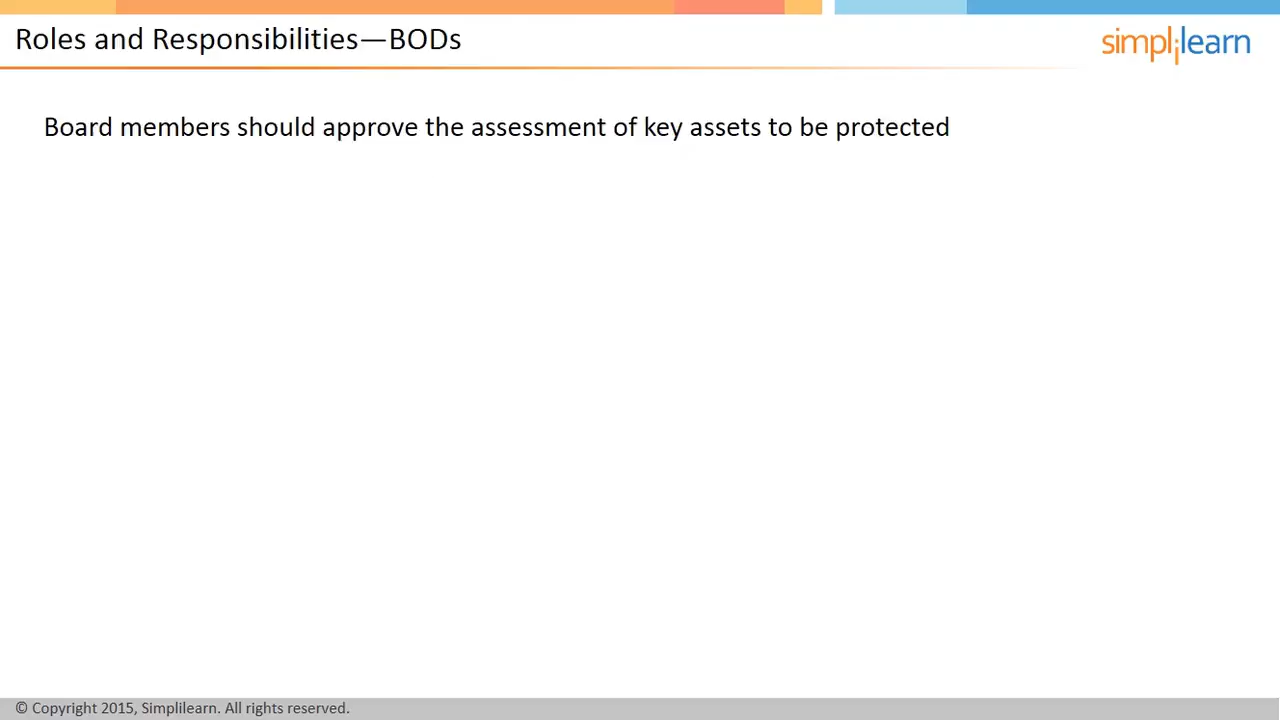 Roles and Responsibilities—BODs
simplilearn
Board members should approve the assessment of key assets to be protected
© Copyright 2015, Simplilearn. All rights reserved.